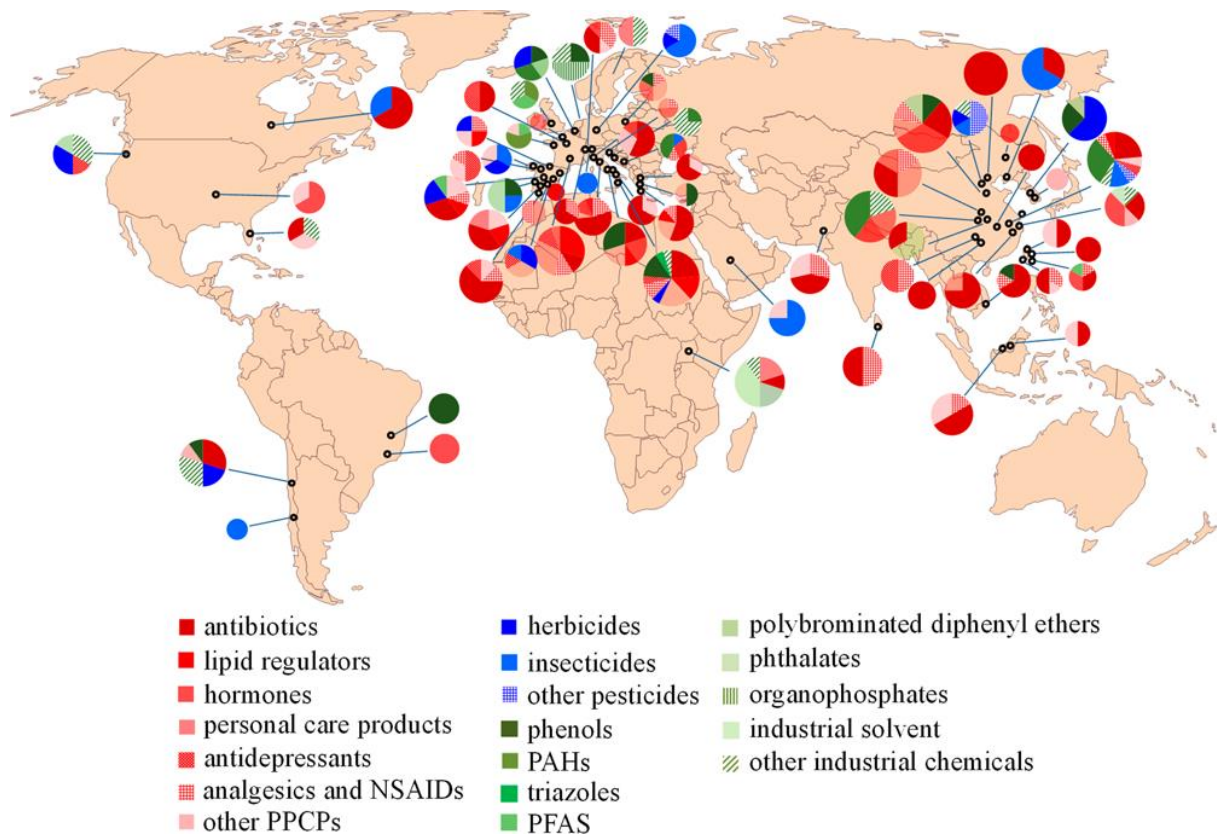 antibiotics
lipid regulators
hormones
personal care products
antidepressants
analgesics and NSAIDs
other PPCPs
herbicides
insecticides
other pesticides
phenols
PAHs
triazoles
PFAS
polybrominated diphenyl ethers
phthalates
organophosphates
industrial solvent
other industrial chemicals